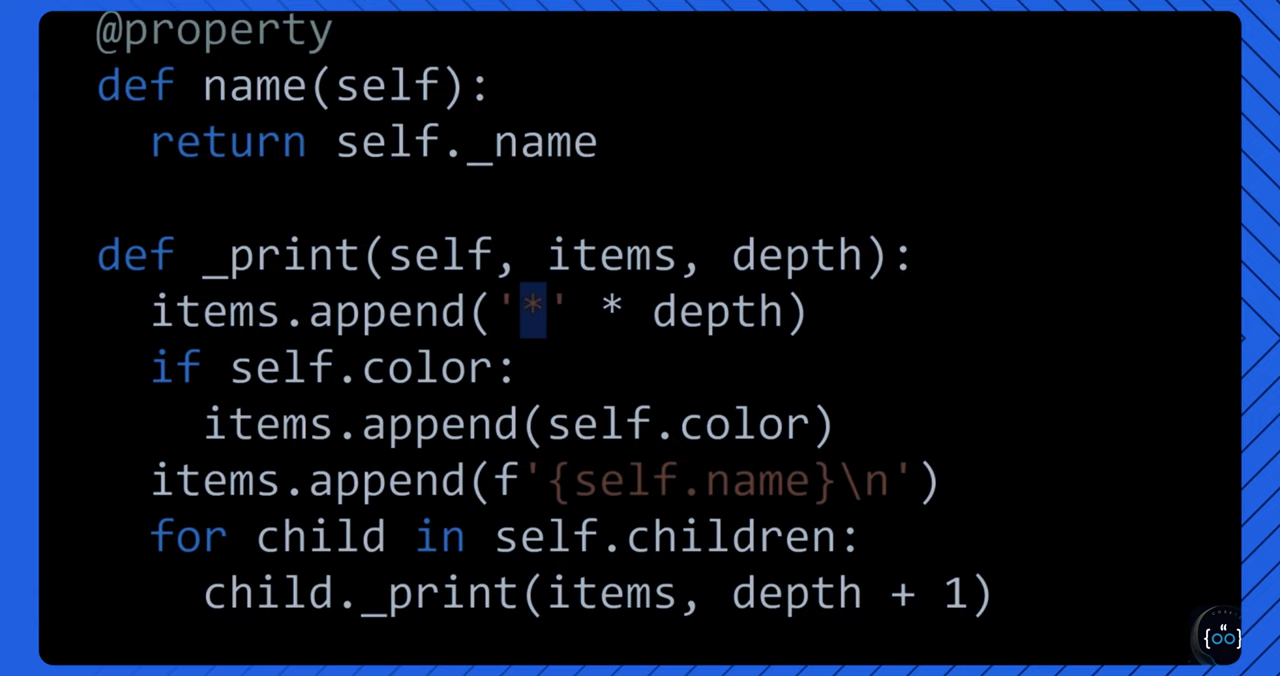 @property
def name(self):
return self._name
def _print(self, items, depth):
items.append('*' * depth)
if self.color:
items.append(self.color)
items.append(f'{self.name}\n')
for child in self.children:
child._print(items, depth + 1)